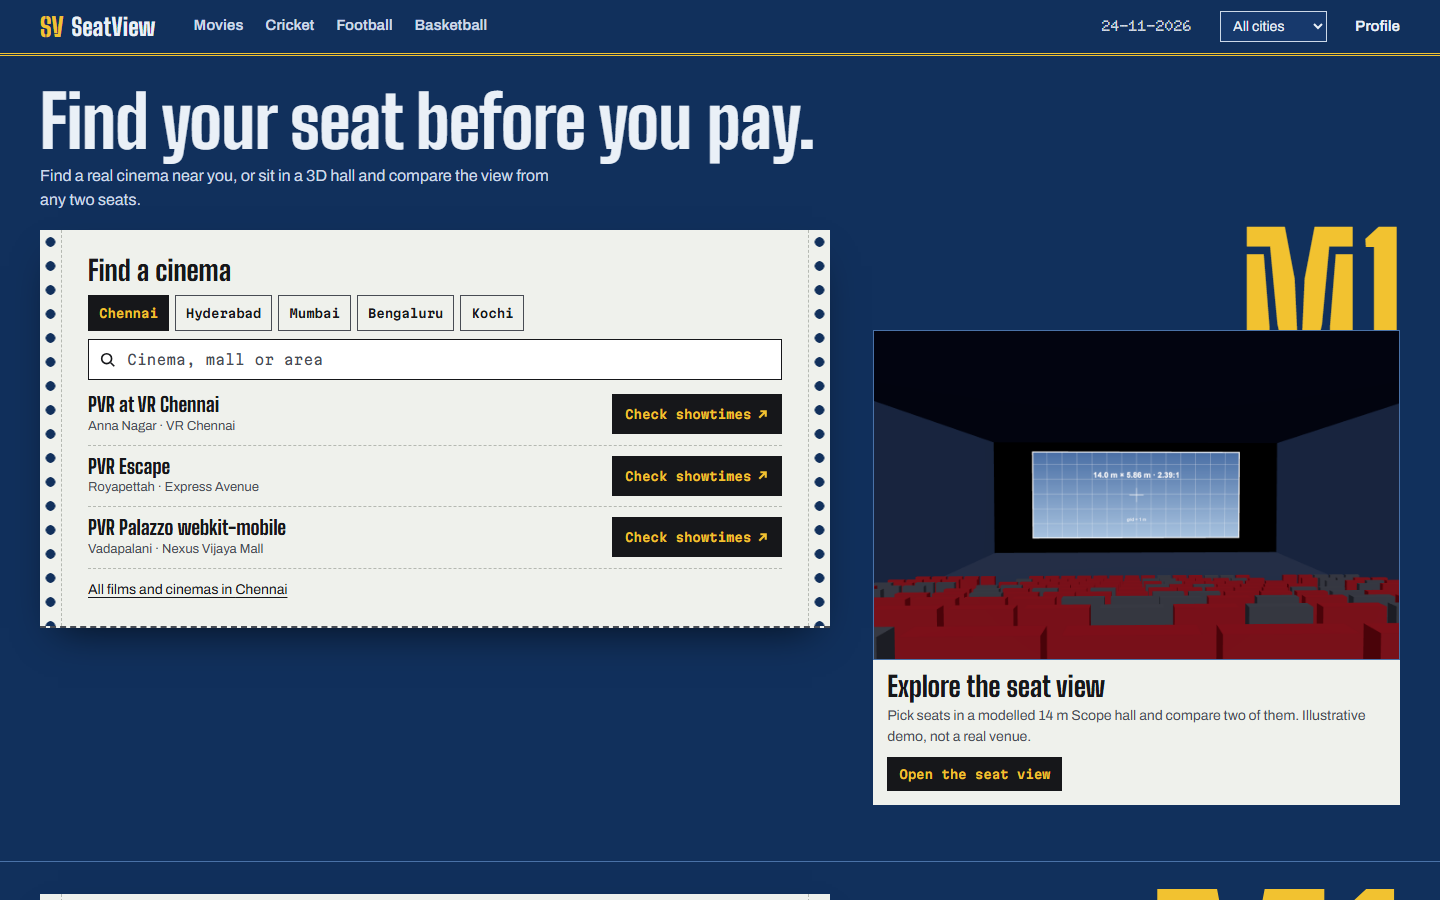 SV SeatView
Movies Cricket Football Basketball
24-11-2026
All cities
Profile
Find your seat before you pay.
Find a real cinema near you, or sit in a 3D hall and compare the view from
any two seats.
Find a cinema
Chennai Hyderabad Mumbai Bengaluru Kochi
Cinema, mall or area
PVR at VR Chennai
Anna Nagar · VR Chennai
Check showtimes ↗
PVR Escape
Royapettah · Express Avenue
Check showtimes ↗
PVR Palazzo webkit-mobile
Vadapalani · Nexus Vijaya Mall
Check showtimes ↗
All films and cinemas in Chennai
M1
14.0 m × 5.86 m · 2.39:1
Explore the seat view
Pick seats in a modelled 14 m Scope hall and compare two of them. Illustrative
demo, not a real venue.
Open the seat view